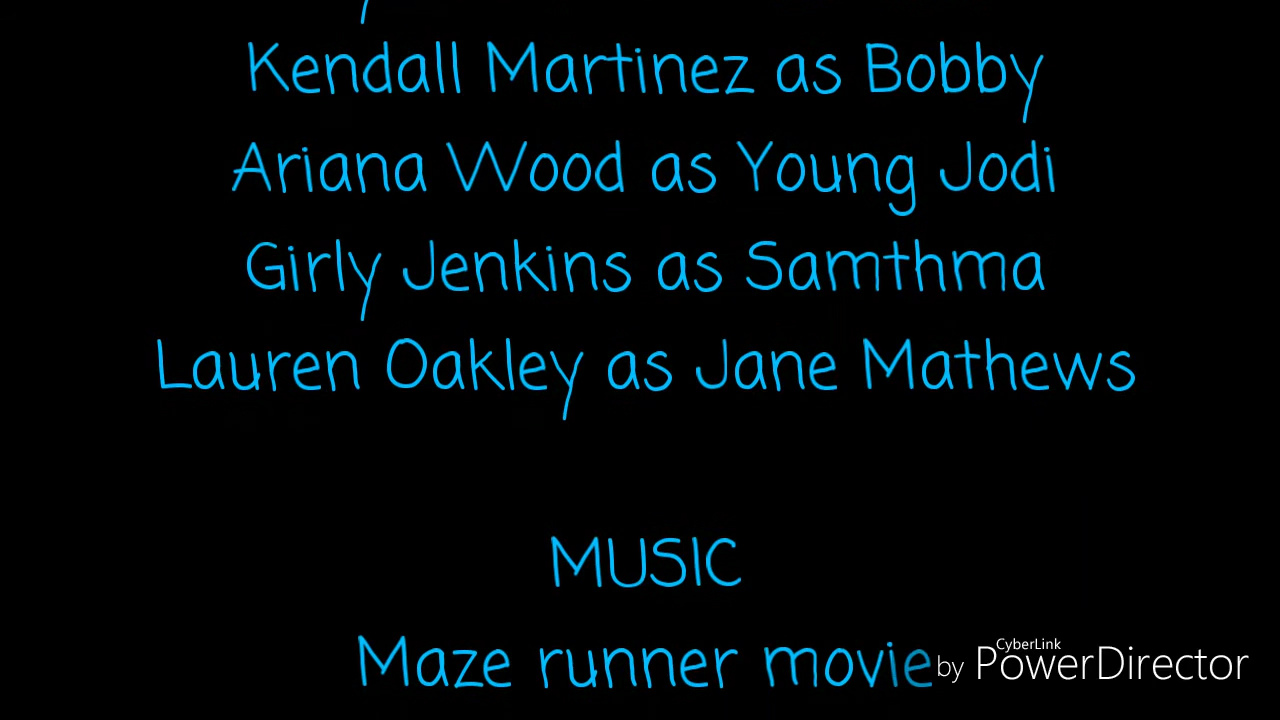 Kendall Martinez as Bobby
Ariana Wood as Young Jodi
Girly Jenkins as Samthma
Lauren Oakley as Jane Mathews
MUSIC
Maze runner movie
CyberLink
by PowerDirector